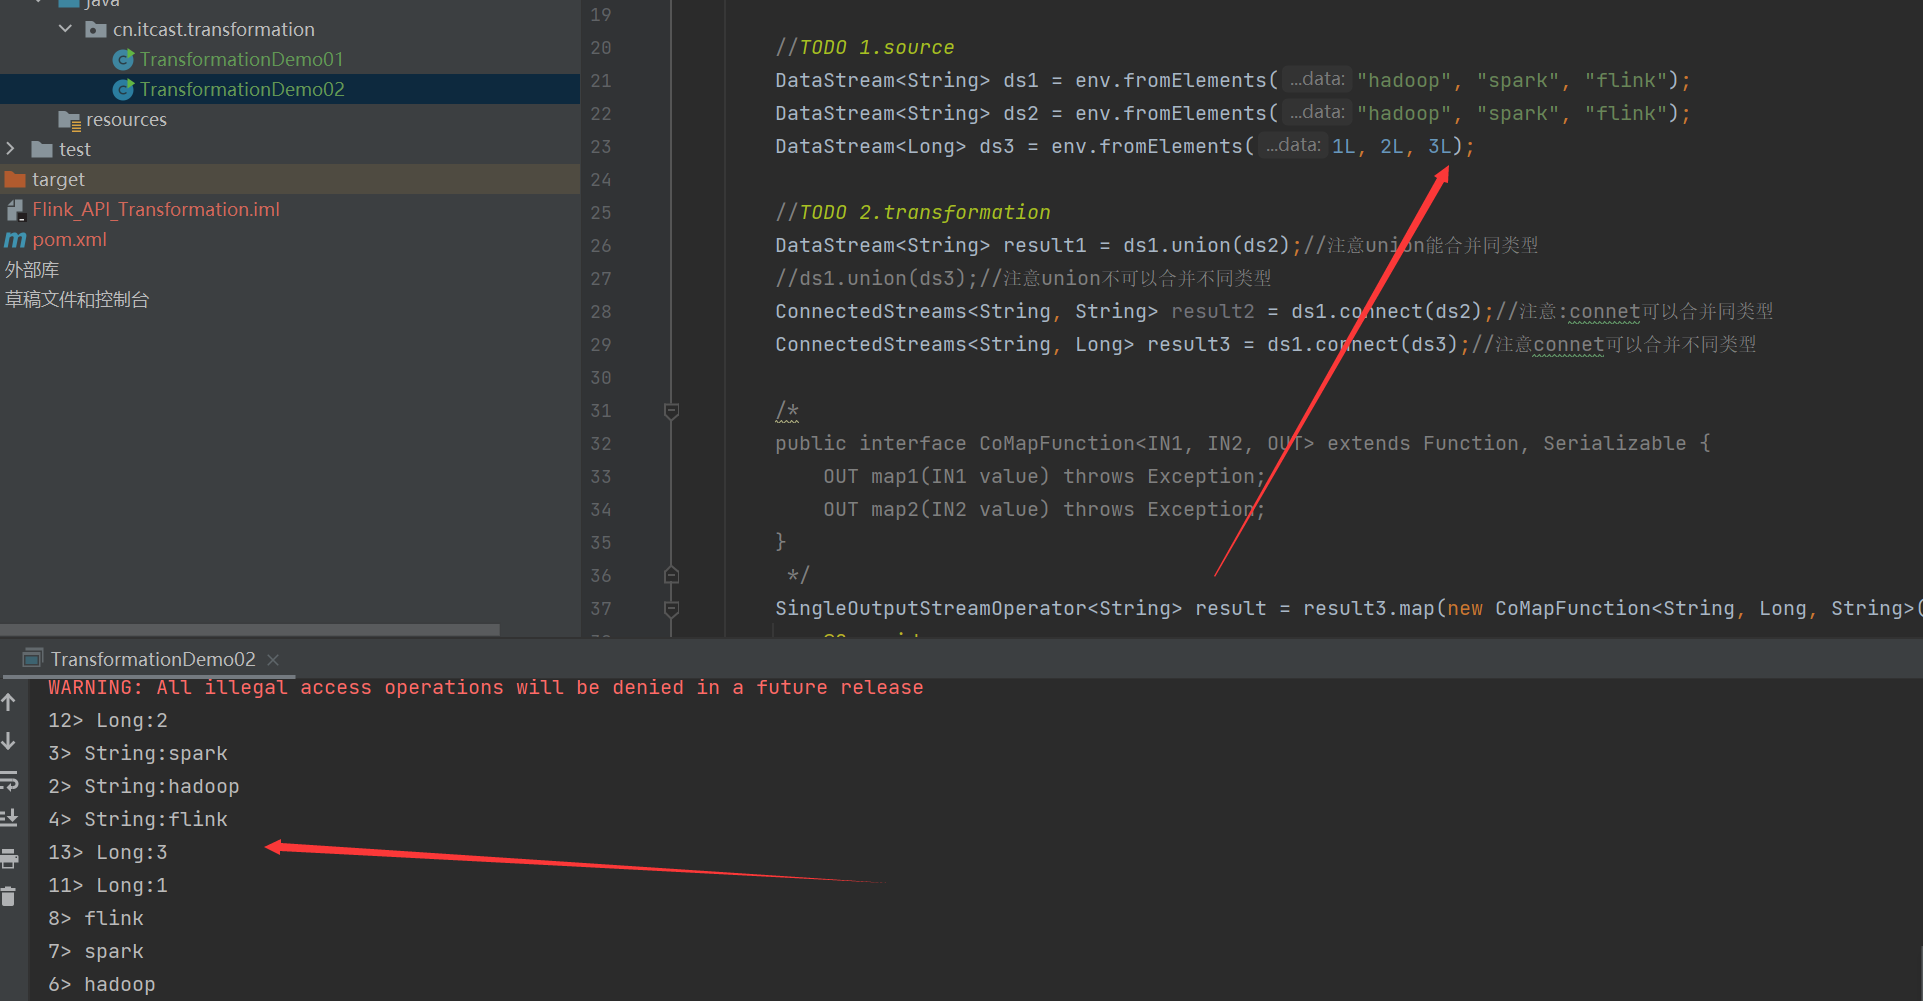 java
cn.itcast.transformation
TransformationDemo01
TransformationDemo02
resources
test
target
Flink_API_Transformation.iml
pom.xml
外部库
草稿文件和控制台
19
20 //TODO 1.source
21 DataStream<String> ds1 = env.fromElements( ...data: "hadoop", "spark", "flink");
22 DataStream<String> ds2 = env.fromElements( ...data: "hadoop", "spark", "flink");
23 DataStream<Long> ds3 = env.fromElements( ...data: 1L, 2L, 3L);
24
25 //TODO 2.transformation
26 DataStream<String> result1 = ds1.union(ds2);//注意union能合并同类型
27 //ds1.union(ds3);//注意union不可以合并不同类型
28 ConnectedStreams<String, String> result2 = ds1.connect(ds2);//注意:connet可以合并同类型
29 ConnectedStreams<String, Long> result3 = ds1.connect(ds3);//注意connet可以合并不同类型
30
31 /*
32 public interface CoMapFunction<IN1, IN2, OUT> extends Function, Serializable {
33 OUT map1(IN1 value) throws Exception;
34 OUT map2(IN2 value) throws Exception;
35 }
36 */
37 SingleOutputStreamOperator<String> result = result3.map(new CoMapFunction<String, Long, String>(
TransformationDemo02
WARNING: All illegal access operations will be denied in a future release
12> Long:2
3> String:spark
2> String:hadoop
4> String:flink
13> Long:3
11> Long:1
8> flink
7> spark
6> hadoop